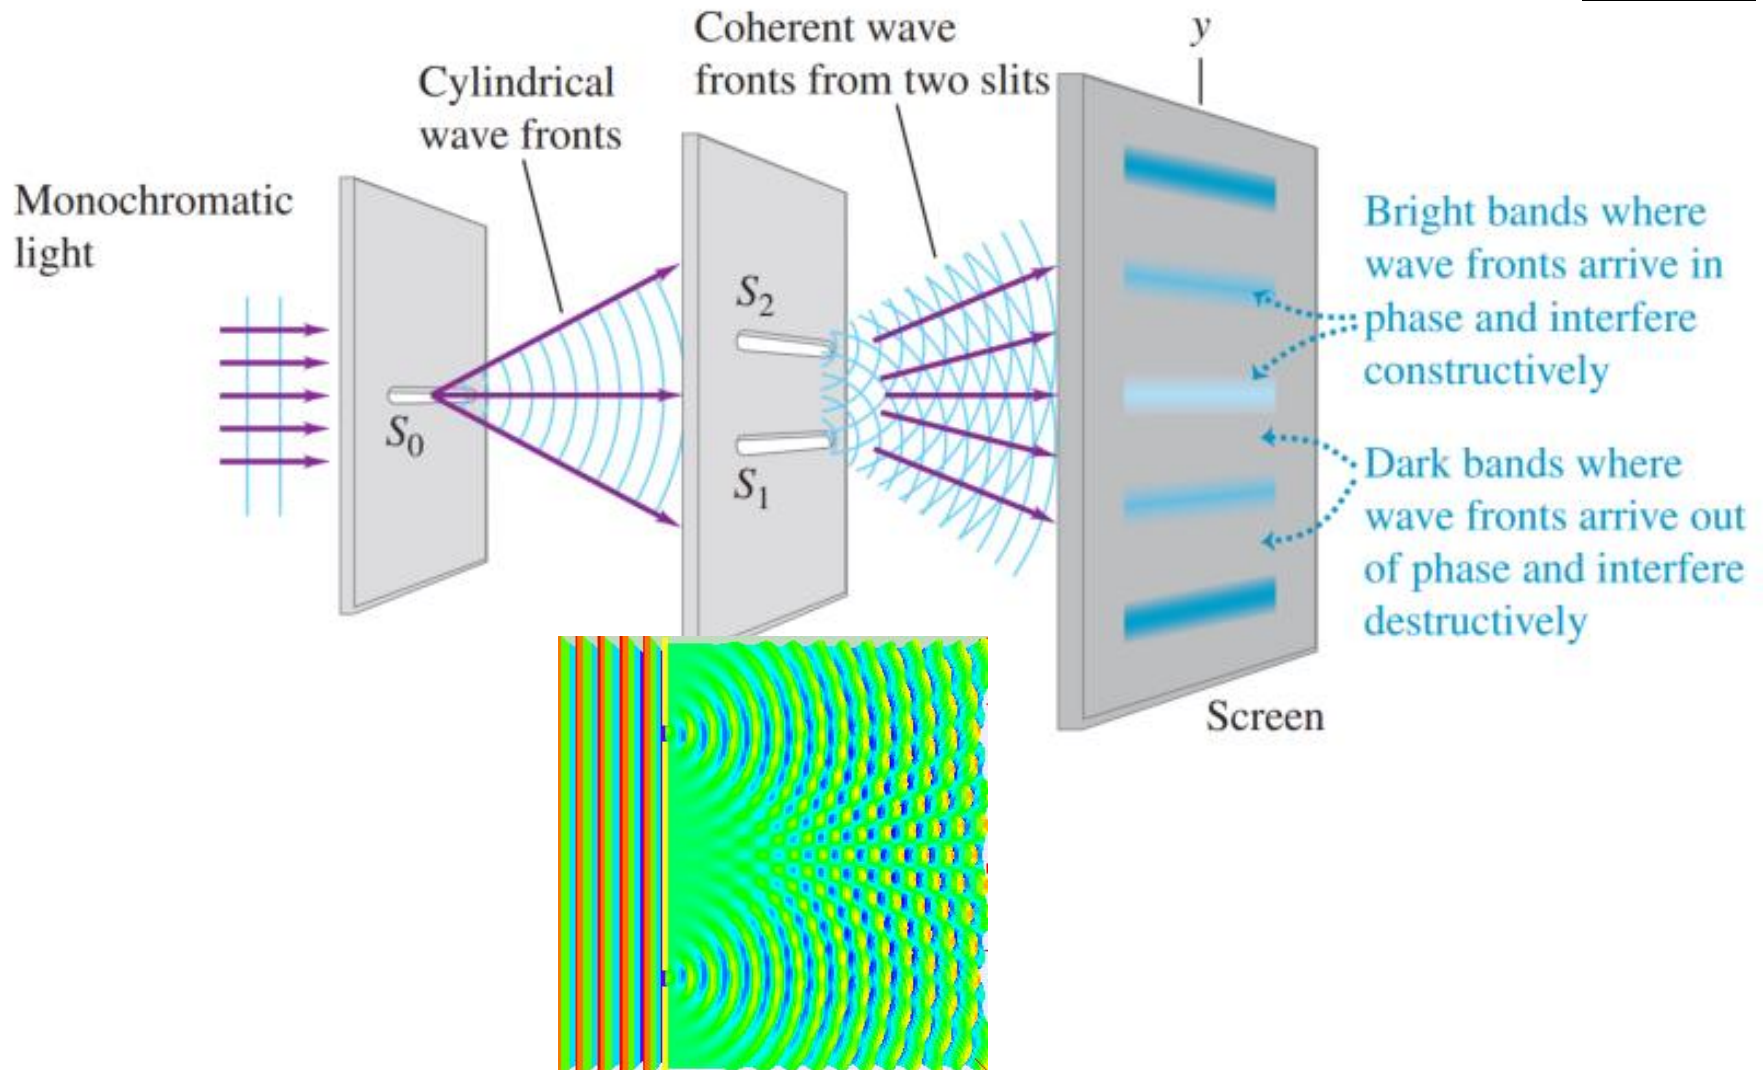 Monochromatic
light
Cylindrical
wave fronts
Coherent wave
fronts from two slits
y
S0
S2
S1
Bright bands where
wave fronts arrive in
phase and interfere
constructively
Dark bands where
wave fronts arrive out
of phase and interfere
destructively
Screen